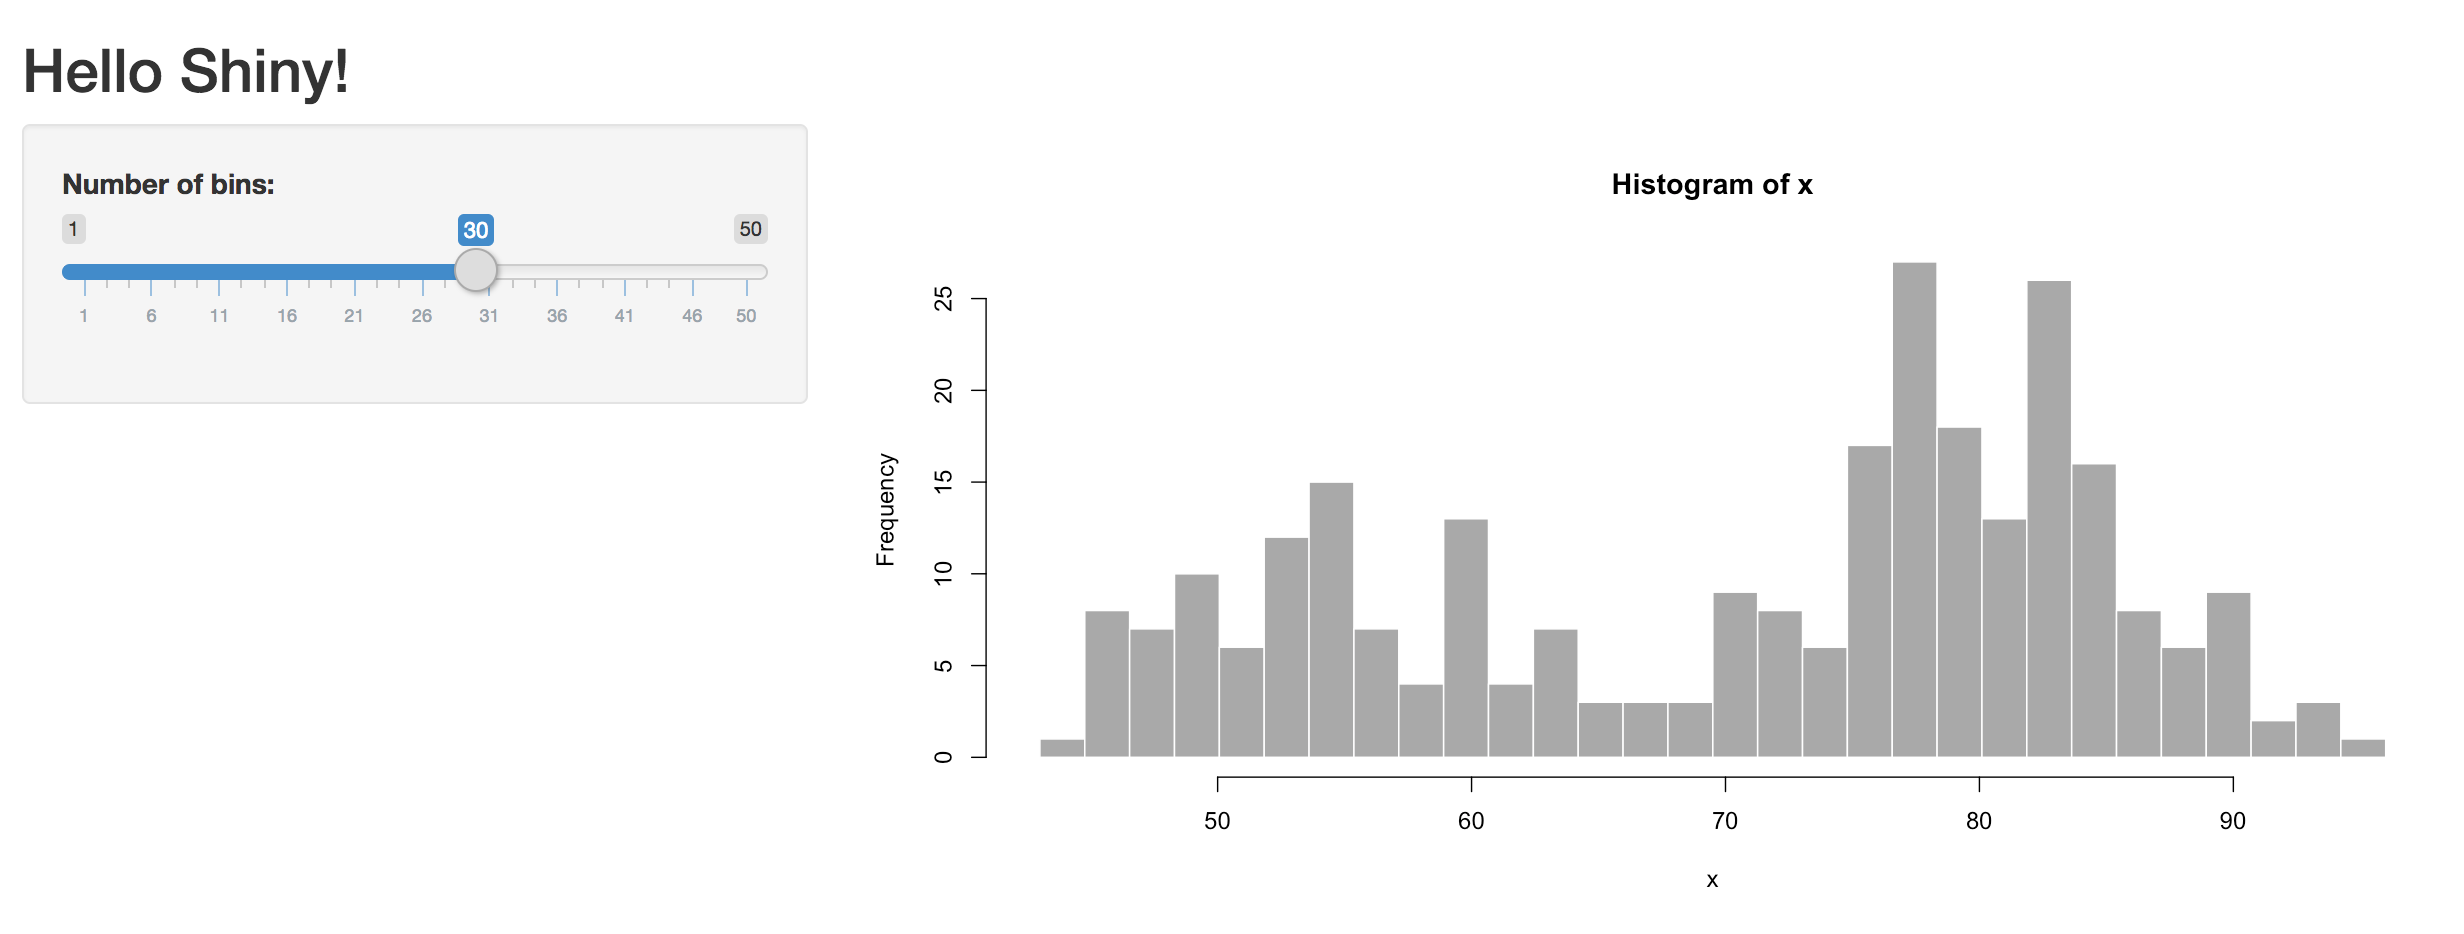 Hello Shiny!
Number of bins:
1 30 50
1 6 11 16 21 26 31 36 41 46 50
Histogram of x
Frequency
25
20
15
10
5
0
50 60 70 80 90
x